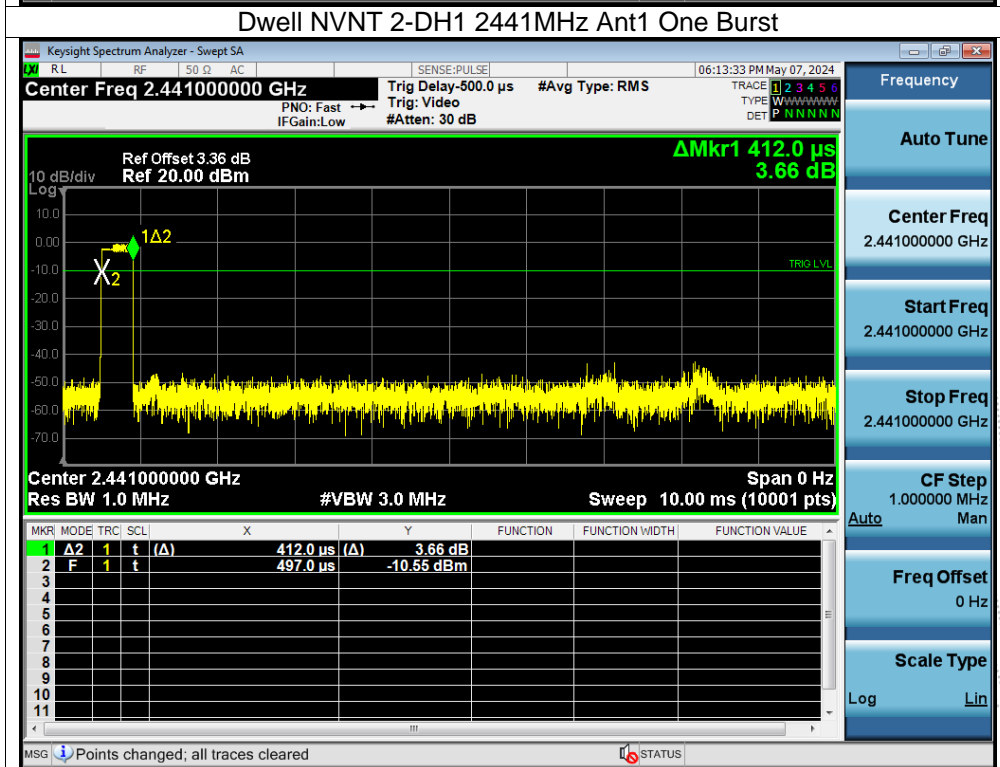 Dwell NVNT 2-DH1 2441MHz Ant1 One Burst
Keysight Spectrum Analyzer - Swept SA
LXI RL RF 50 Ω AC SENSE:PULSE 06:13:33 PM May 07, 2024
Center Freq 2.441000000 GHz
PNO: Fast
IFGain:Low
Trig Delay-500.0 µs
Trig: Video
#Atten: 30 dB
#Avg Type: RMS
TRACE 1 2 3 4 5 6
TYPE WWWWWW
DET P N N N N N
ΔMkr1 412.0 µs
3.66 dB
Ref Offset 3.36 dB
10 dB/div Ref 20.00 dBm
Log
10.0
0.00
-10.0
-20.0
-30.0
-40.0
-50.0
-60.0
-70.0
1Δ2
X2
TRIG LVL
Center 2.441000000 GHz Span 0 Hz
Res BW 1.0 MHz #VBW 3.0 MHz Sweep 10.00 ms (10001 pts)
MKR MODE TRC SCL X Y FUNCTION FUNCTION WIDTH FUNCTION VALUE
1 Δ2 1 t (Δ) 412.0 µs (Δ) 3.66 dB
2 F 1 t 497.0 µs -10.55 dBm
3
4
5
6
7
8
9
10
11
MSG Points changed; all traces cleared STATUS
Frequency
Auto Tune
Center Freq
2.441000000 GHz
Start Freq
2.441000000 GHz
Stop Freq
2.441000000 GHz
CF Step
1.000000 MHz
Auto Man
Freq Offset
0 Hz
Scale Type
Log Lin